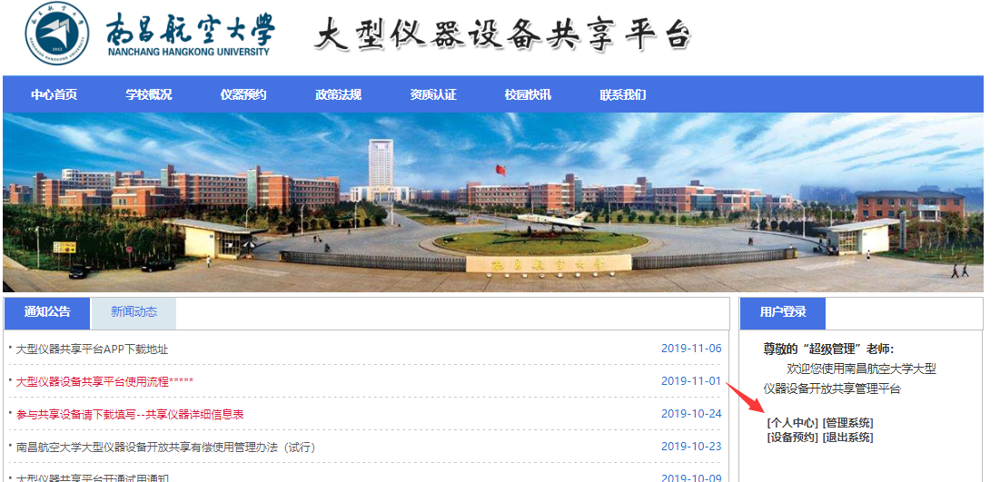 南昌航空大学
NANCHANG HANGKONG UNIVERSITY
大型仪器设备共享平台
中心首页 学校概况 仪器预约 政策法规 资质认证 校园快讯 联系我们
南昌航空大学
通知公告 新闻动态
大型仪器共享平台APP下载地址 2019-11-06
大型仪器设备共享平台使用流程***** 2019-11-01
参与共享设备请下载填写--共享仪器详细信息表 2019-10-24
南昌航空大学大型仪器设备开放共享有偿使用管理办法（试行） 2019-10-23
大型仪器共享平台开通试用通知 2019-10-09
用户登录
尊敬的“超级管理”老师：
欢迎您使用南昌航空大学大型
仪器设备开放共享管理平台
[个人中心] [管理系统]
[设备预约] [退出系统]